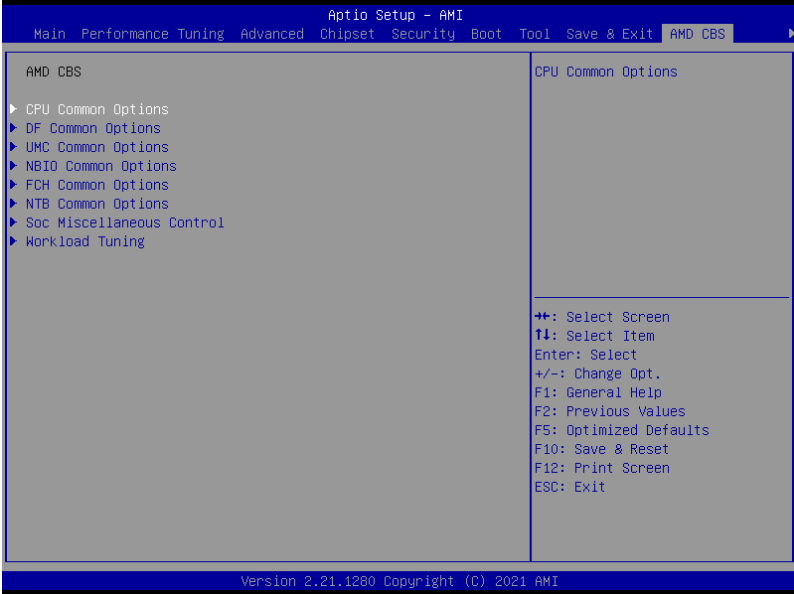 Aptio Setup - AMI
Main Performance Tuning Advanced Chipset Security Boot Tool Save & Exit AMD CBS
AMD CBS
CPU Common Options
DF Common Options
UMC Common Options
NBIO Common Options
FCH Common Options
NTB Common Options
Soc Miscellaneous Control
Workload Tuning
CPU Common Options
→←: Select Screen
↑↓: Select Item
Enter: Select
+/-: Change Opt.
F1: General Help
F2: Previous Values
F5: Optimized Defaults
F10: Save & Reset
F12: Print Screen
ESC: Exit
Version 2.21.1280 Copyright (C) 2021 AMI